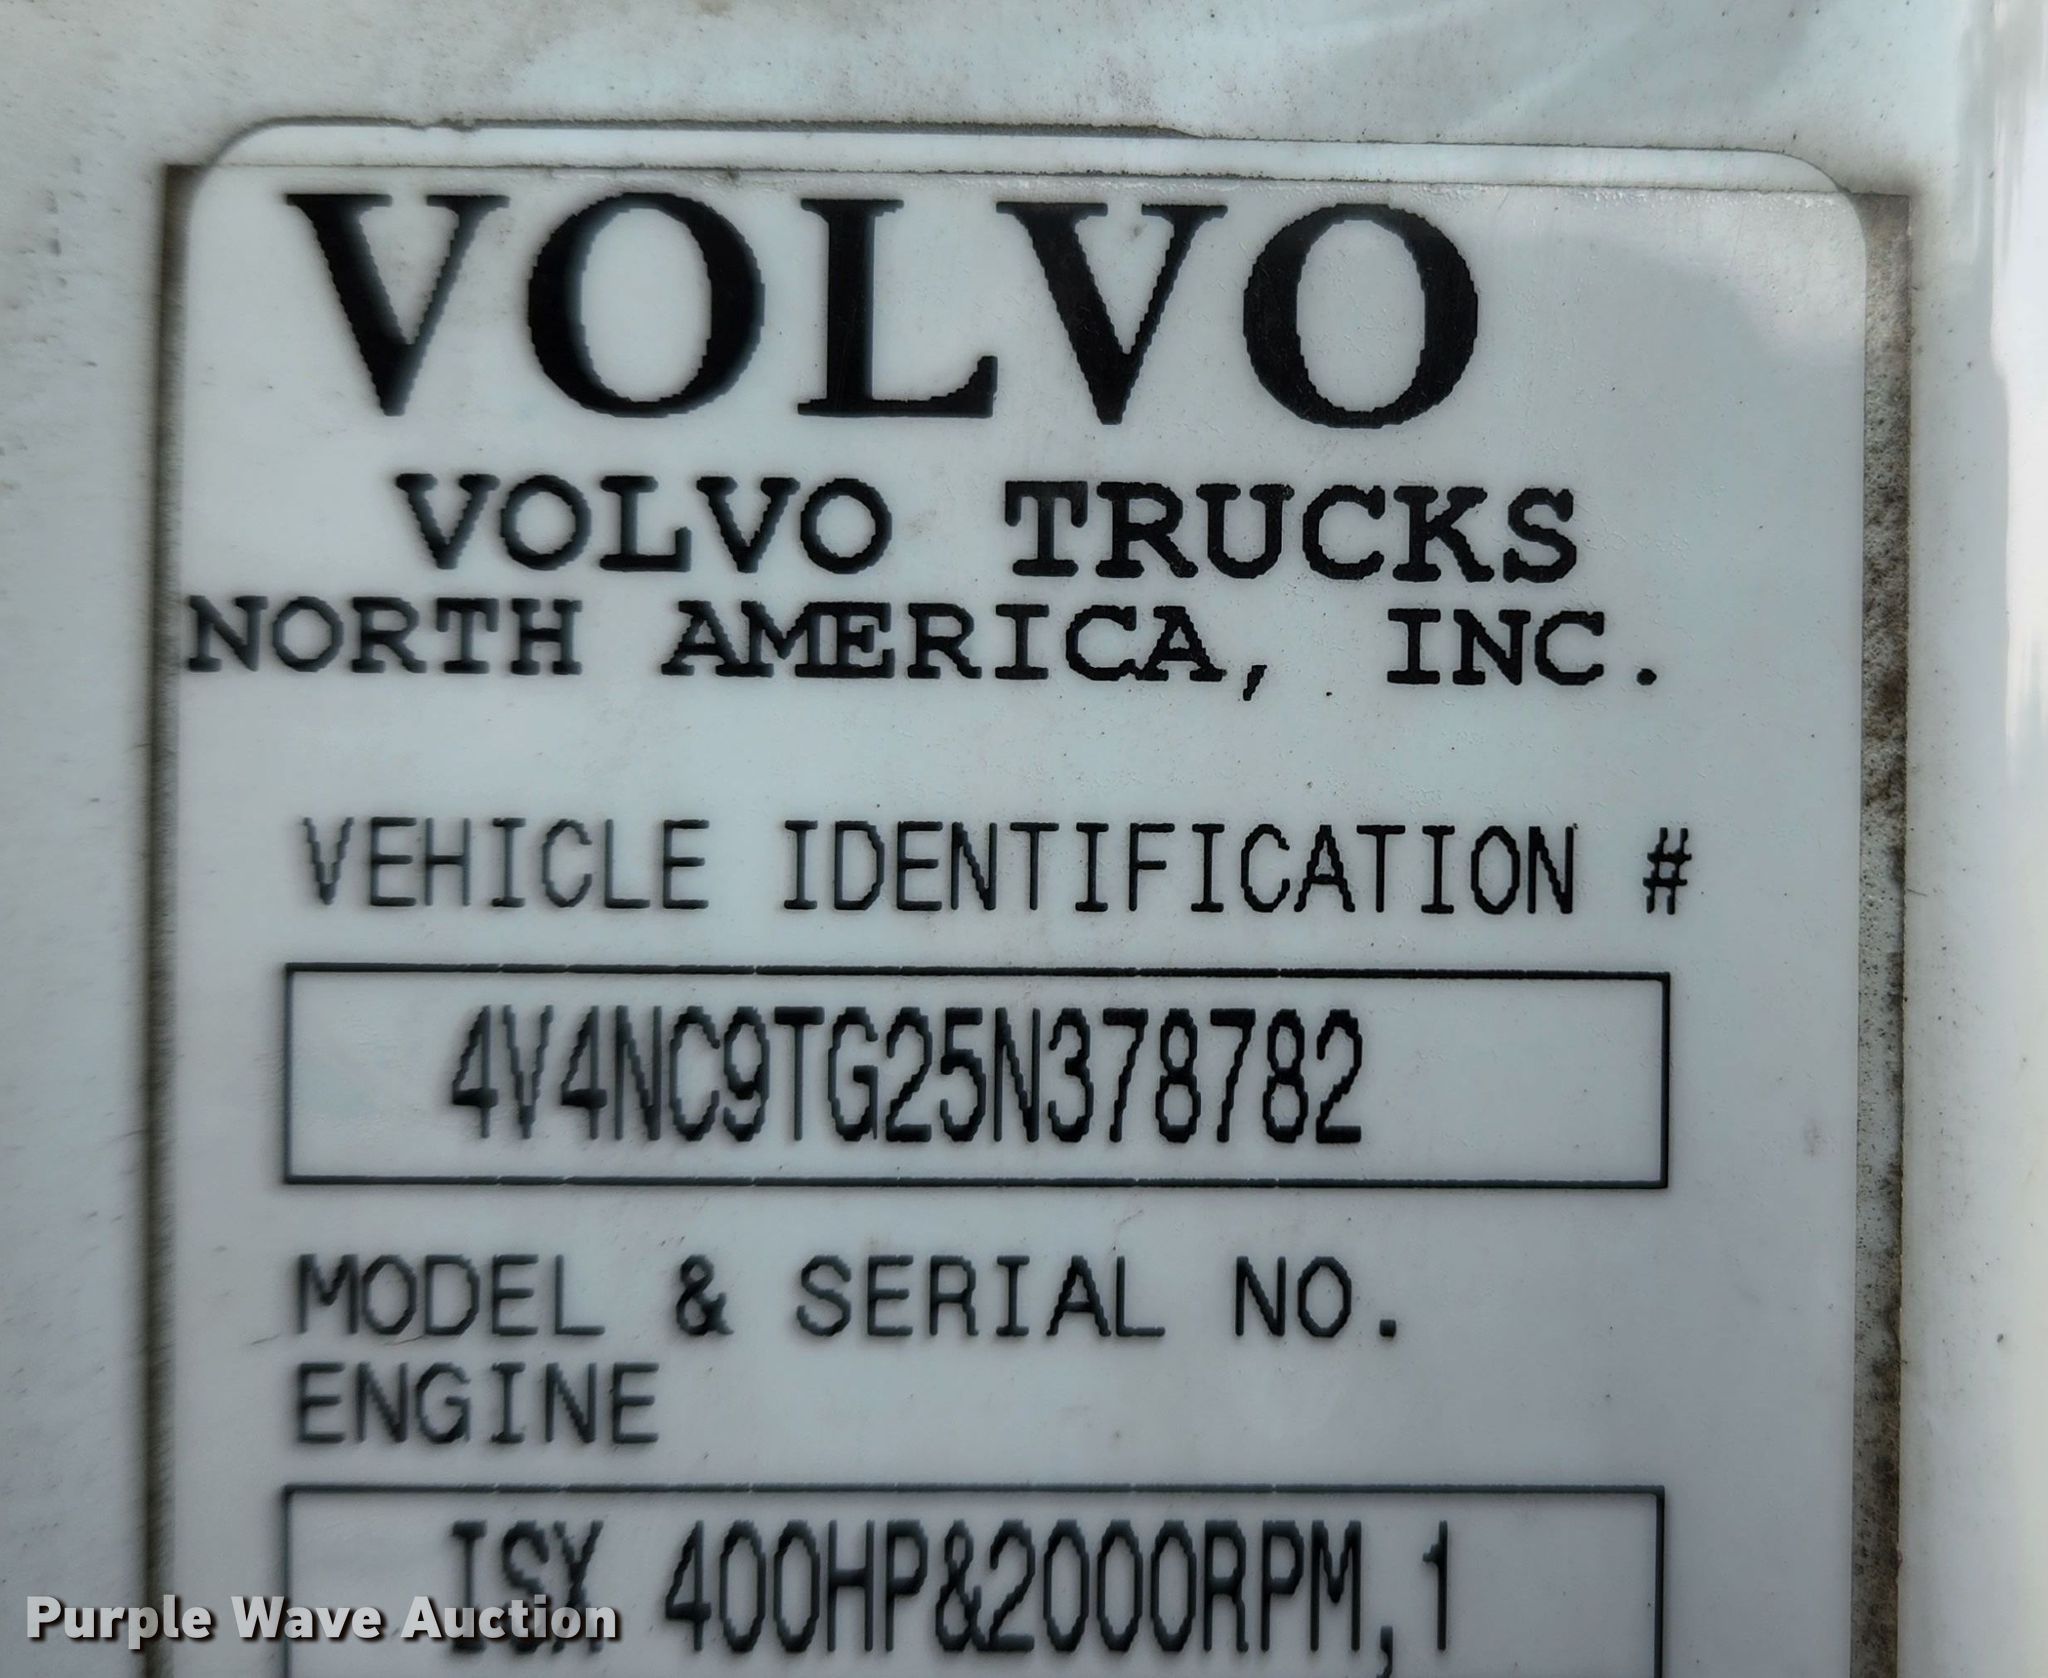 VOLVO
VOLVO TRUCKS
NORTH AMERICA, INC.
VEHICLE IDENTIFICATION #
4V4NC9TG25N378782
MODEL & SERIAL NO.
ENGINE
ISX 400HP&2000RPM,1
Purple Wave Auction